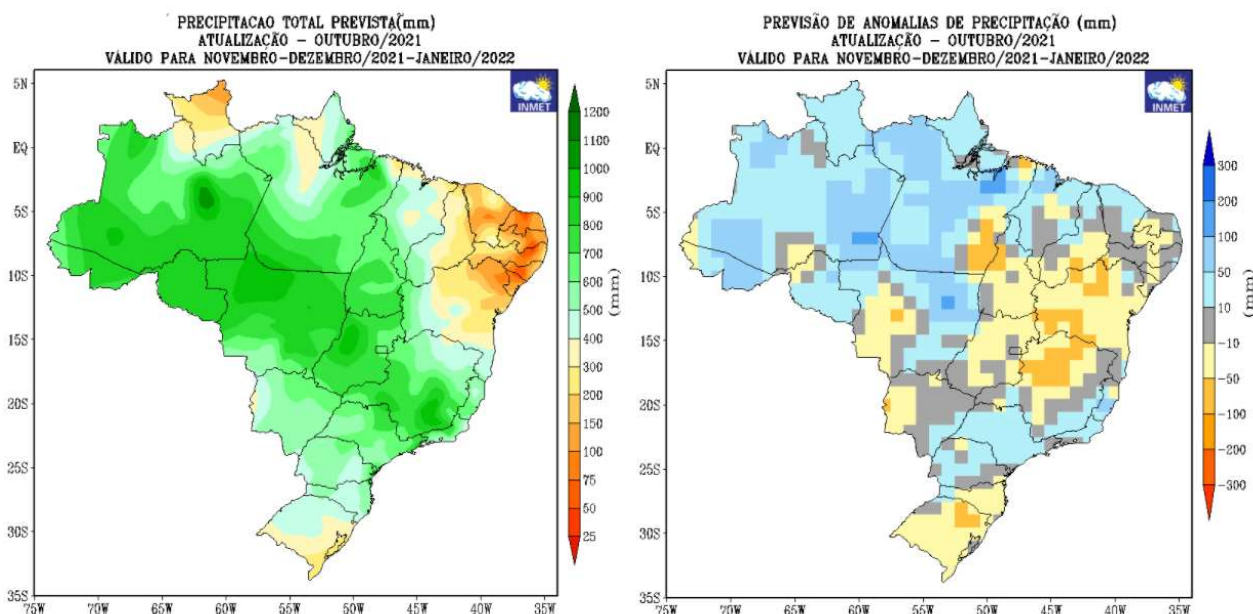 PRECIPITACAO TOTAL PREVISTA(mm)
ATUALIZAÇÃO - OUTUBRO/2021
VÁLIDO PARA NOVEMBRO-DEZEMBRO/2021-JANEIRO/2022
5N
EQ
5S
10S
15S
20S
25S
30S
35S
75W 70W 65W 60W 55W 50W 45W 40W 35W
INMET
1200
1000
900
800
700
600
500
400
300
200
150
100
75
50
25
(mm)
PREVISÃO DE ANOMALIAS DE PRECIPITAÇÃO (mm)
ATUALIZAÇÃO - OUTUBRO/2021
VÁLIDO PARA NOVEMBRO-DEZEMBRO/2021-JANEIRO/2022
5N
EQ
5S
10S
15S
20S
25S
30S
35S
75W 70W 65W 60W 55W 50W 45W 40W 35W
INMET
300
200
100
50
10
-10
-50
-100
-200
-300
(mm)